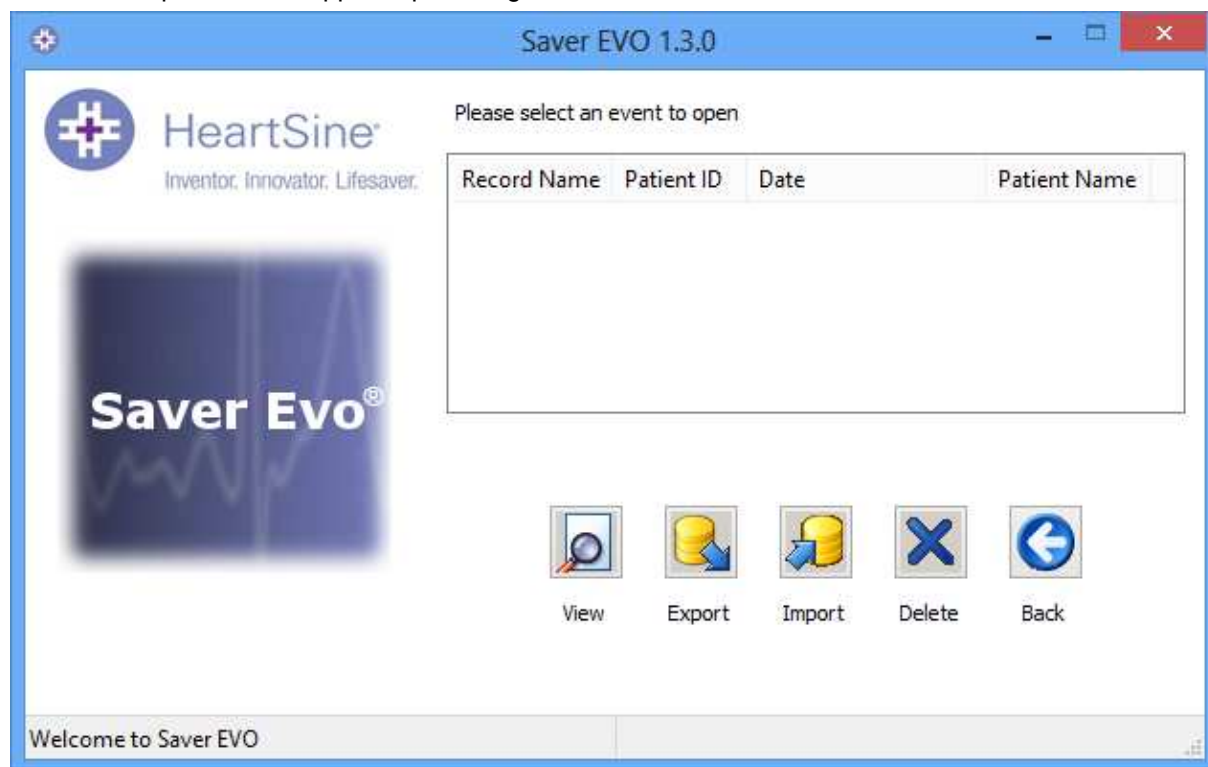 Saver EVO 1.3.0
HeartSine®
Inventor. Innovator. Lifesaver.
Please select an event to open
Record Name Patient ID Date Patient Name
Saver Evo®
View Export Import Delete Back
Welcome to Saver EVO